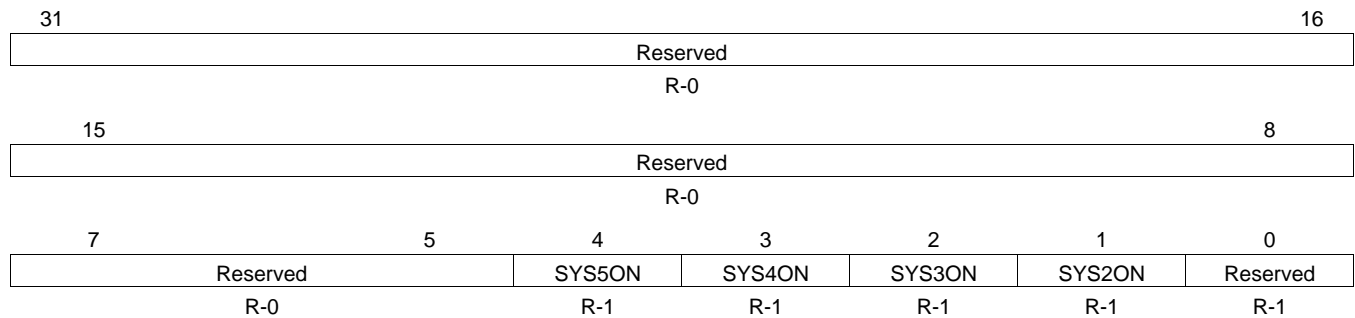 31 16
Reserved
R-0
15 8
Reserved
R-0
7 5 4 3 2 1 0
Reserved SYS5ON SYS4ON SYS3ON SYS2ON Reserved
R-0 R-1 R-1 R-1 R-1 R-1